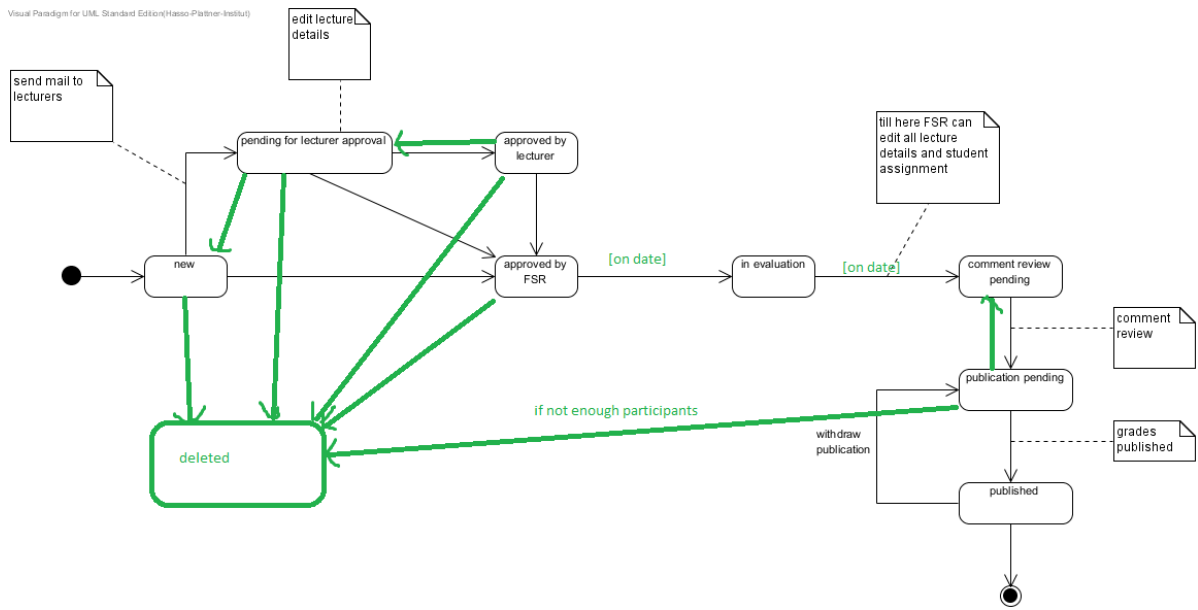 Visual Paradigm for UML Standard Edition(Hasso-Plattner-Institut)
edit lecture
details
send mail to
lecturers
pending for lecturer approval
approved by
lecturer
till here FSR can
edit all lecture
details and student
assignment
new
approved by
FSR
[on date]
in evaluation
[on date]
comment review
pending
comment
review
publication pending
if not enough participants
withdraw
publication
grades
published
deleted
published